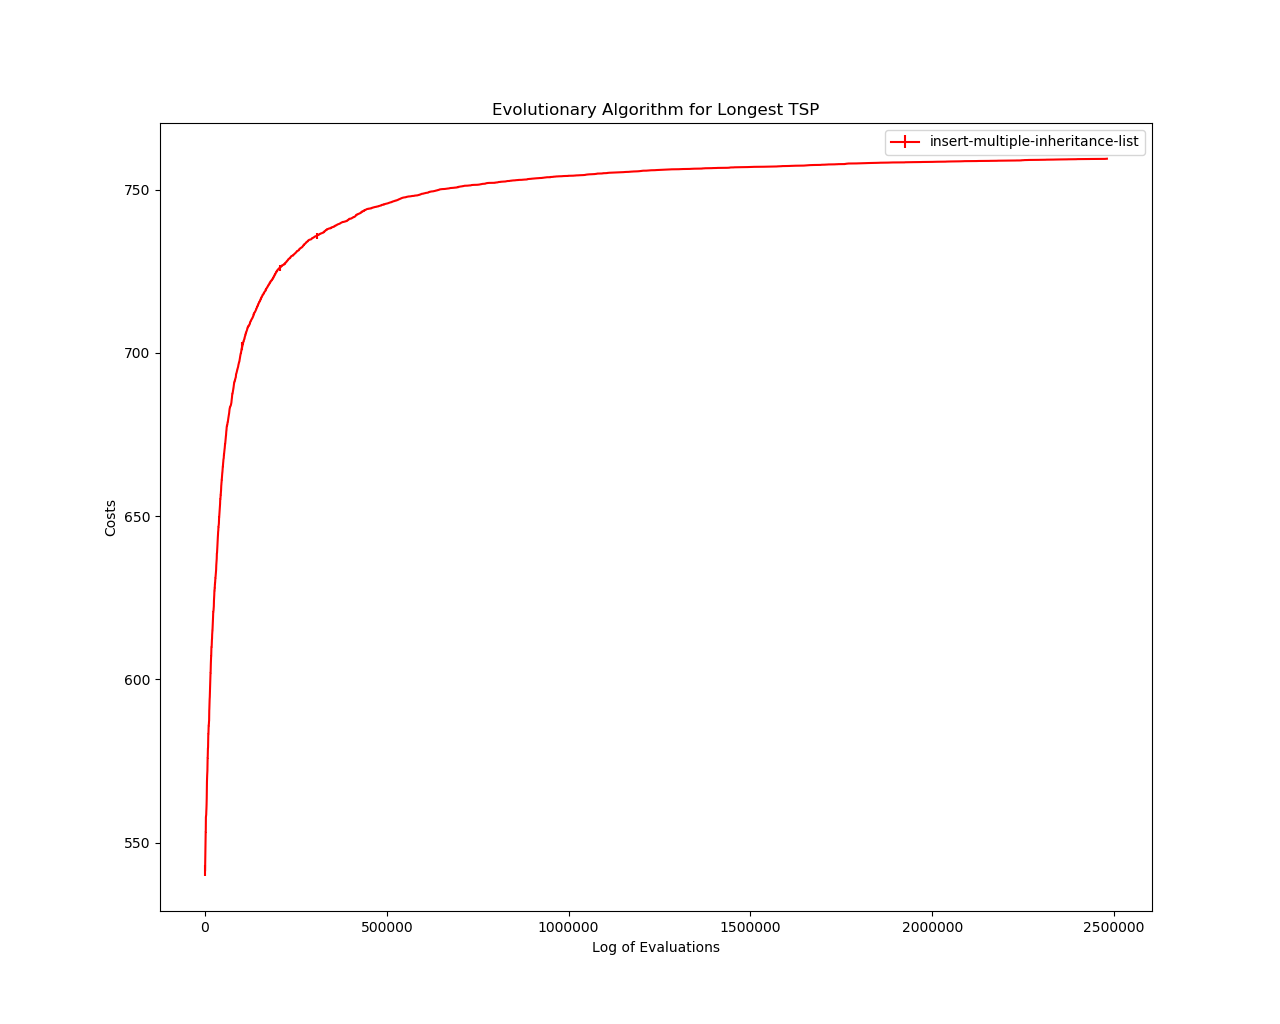 Evolutionary Algorithm for Longest TSP
insert-multiple-inheritance-list
750
700
650
600
550
Costs
0 500000 1000000 1500000 2000000 2500000
Log of Evaluations